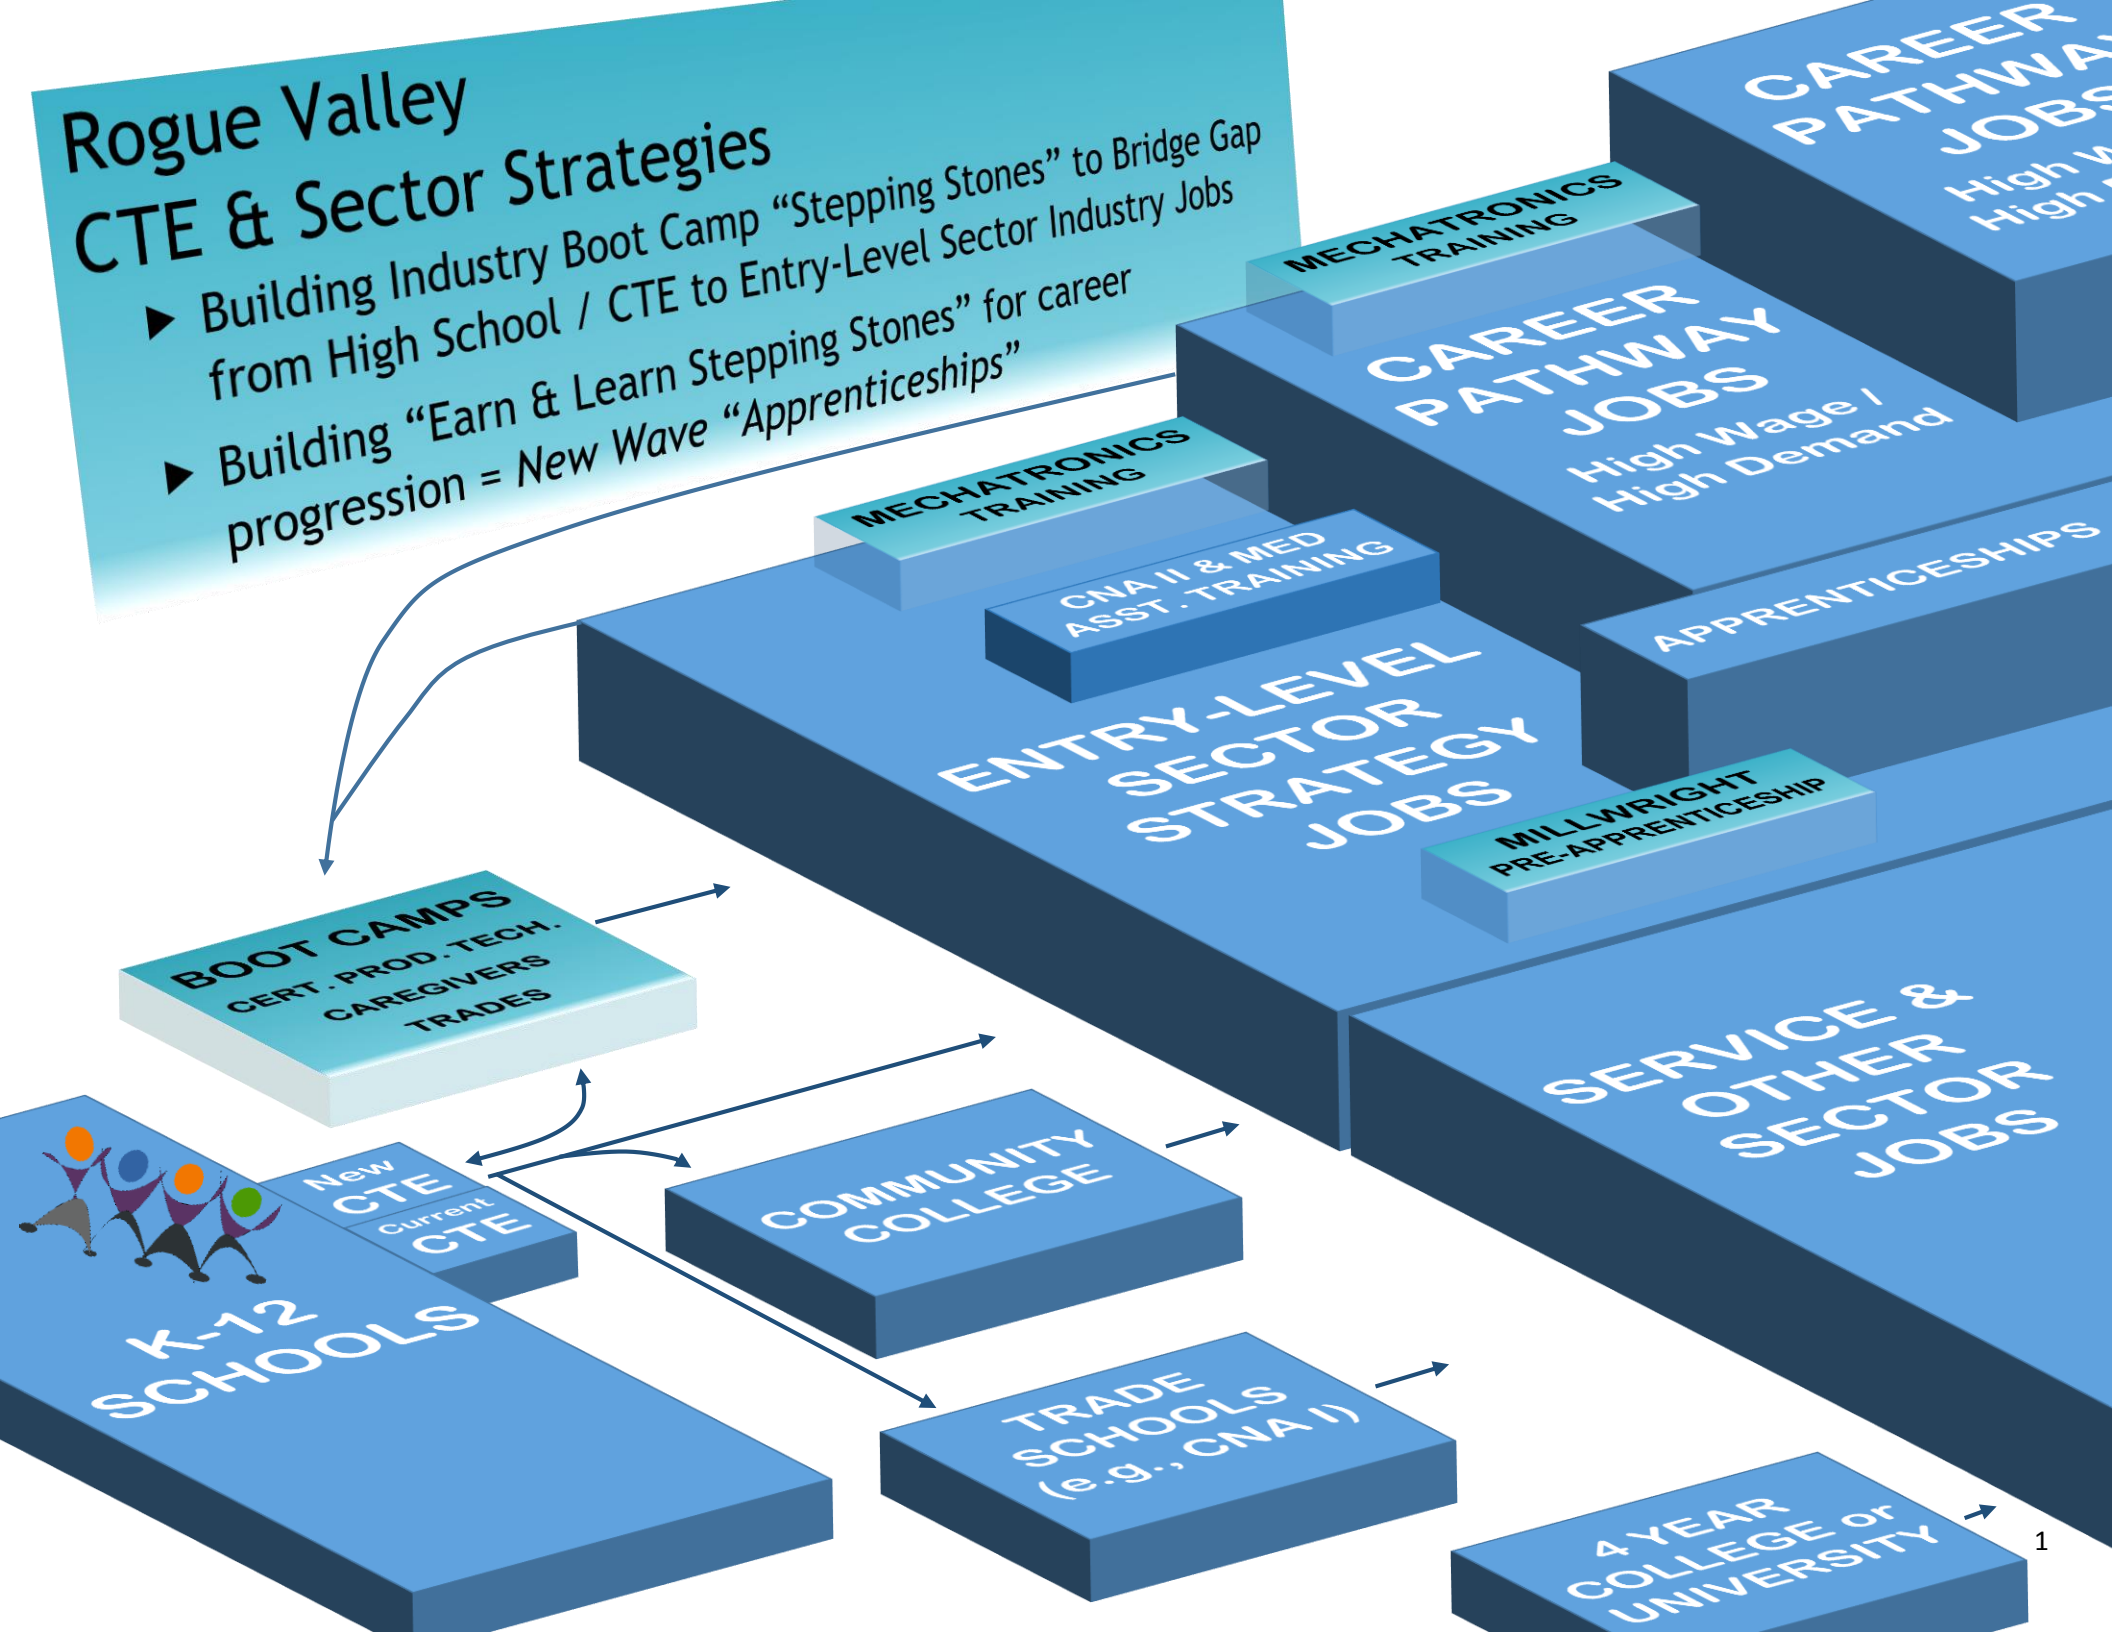 Rogue Valley
CTE & Sector Strategies
► Building Industry Boot Camp “Stepping Stones” to Bridge Gap
from High School / CTE to Entry-Level Sector Industry Jobs
► Building “Earn & Learn Stepping Stones” for career
progression = New Wave “Apprenticeships”
CAREER
JOBS
High
High
MECHATRONICS
TRAINING
CAREER
PATHWAY
JOBS
High Wage |
High Demand
MECHATRONICS
TRAINING
CNA II & MED
ASST. TRAINING
APPRENTICESHIPS
ENTRY-LEVEL
SECTOR
STRATEGY
JOBS
MILLWRIGHT
PRE-APPRENTICESHIP
BOOT CAMPS
CERT. PROD. TECH.
CAREGIVERS
TRADES
SERVICE &
OTHER
SECTOR
JOBS
New
CTE
Current
CTE
COMMUNITY
COLLEGE
K-12
SCHOOLS
TRADE
SCHOOLS
(e.g., CNA I)
4 YEAR
COLLEGE or
UNIVERSITY
1